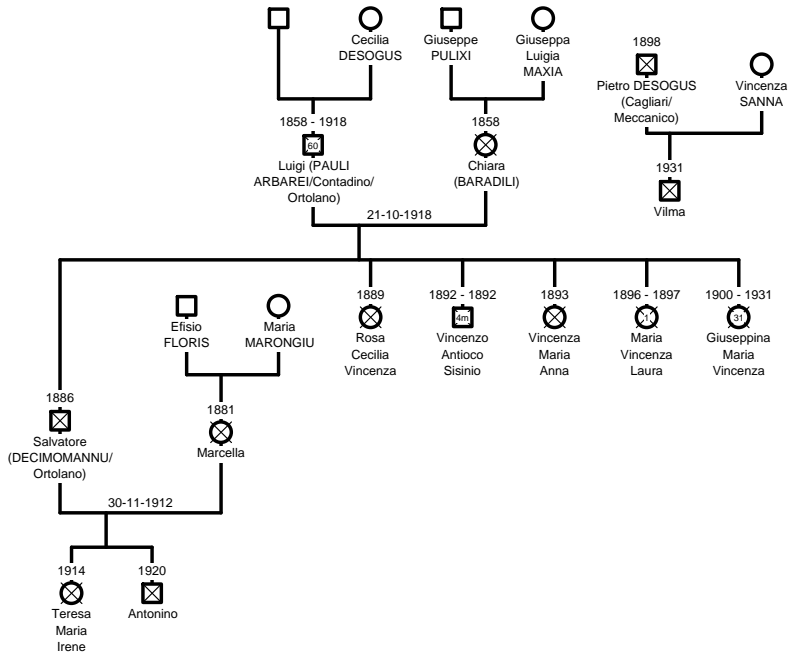 Cecilia
DESOGUS
Giuseppe
PULIXI
Giuseppa
Luigia
MAXIA
1898
Pietro DESOGUS
(Cagliari/
Meccanico)
Vincenza
SANNA
1858 - 1918
60
Luigi (PAULI
ARBAREI/Contadino/
Ortolano)
1858
Chiara
(BARADILI)
1931
Vilma
21-10-1918
Efisio
FLORIS
Maria
MARONGIU
1889
Rosa
Cecilia
Vincenza
1892 - 1892
4m
Vincenzo
Antioco
Sisinio
1893
Vincenza
Maria
Anna
1896 - 1897
1
Maria
Vincenza
Laura
1900 - 1931
31
Giuseppina
Maria
Vincenza
1886
Salvatore
(DECIMOMANNU/
Ortolano)
1881
Marcella
30-11-1912
1914
Teresa
Maria
Irene
1920
Antonino